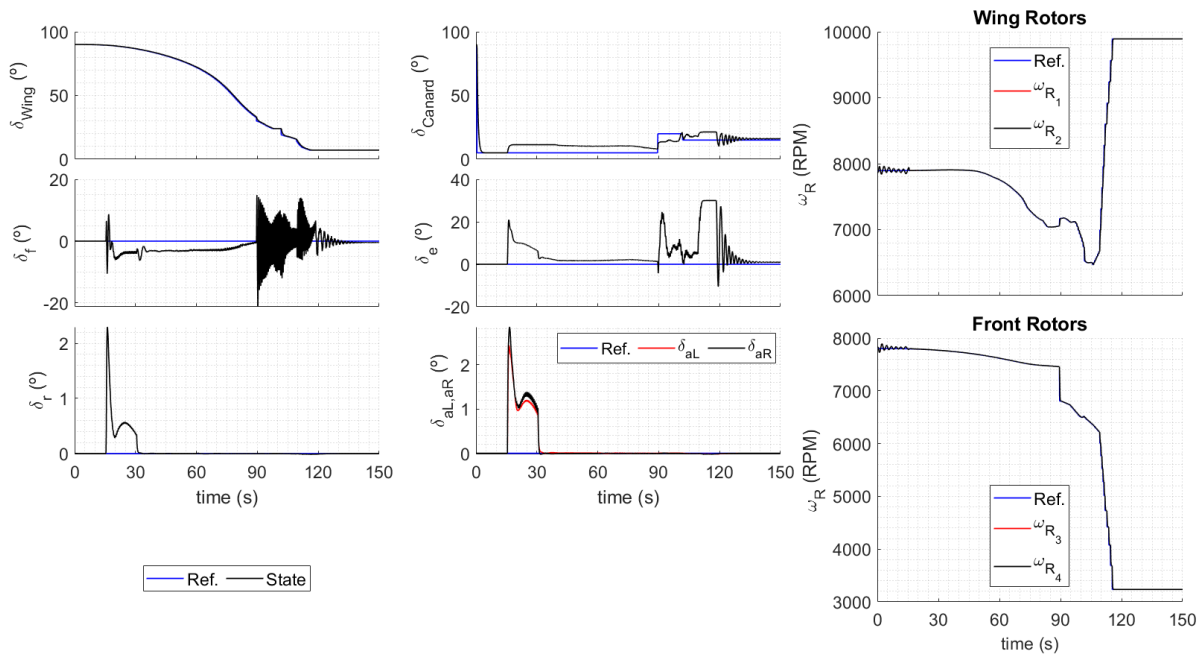 100
50
0
δWing (º)
20
0
-20
δf (º)
2
1
0
δr (º)
0 30 60 90 120 150
time (s)
Ref. State
100
50
0
δCanard (º)
40
20
0
-20
δe (º)
2
1
0
δaL,aR (º)
Ref. δaL δaR
0 30 60 90 120 150
time (s)
Wing Rotors
10000
9000
8000
7000
6000
ωR (RPM)
Ref.
ωR1
ωR2
Front Rotors
8000
7000
6000
5000
4000
3000
ωR (RPM)
Ref.
ωR3
ωR4
0 30 60 90 120 150
time (s)